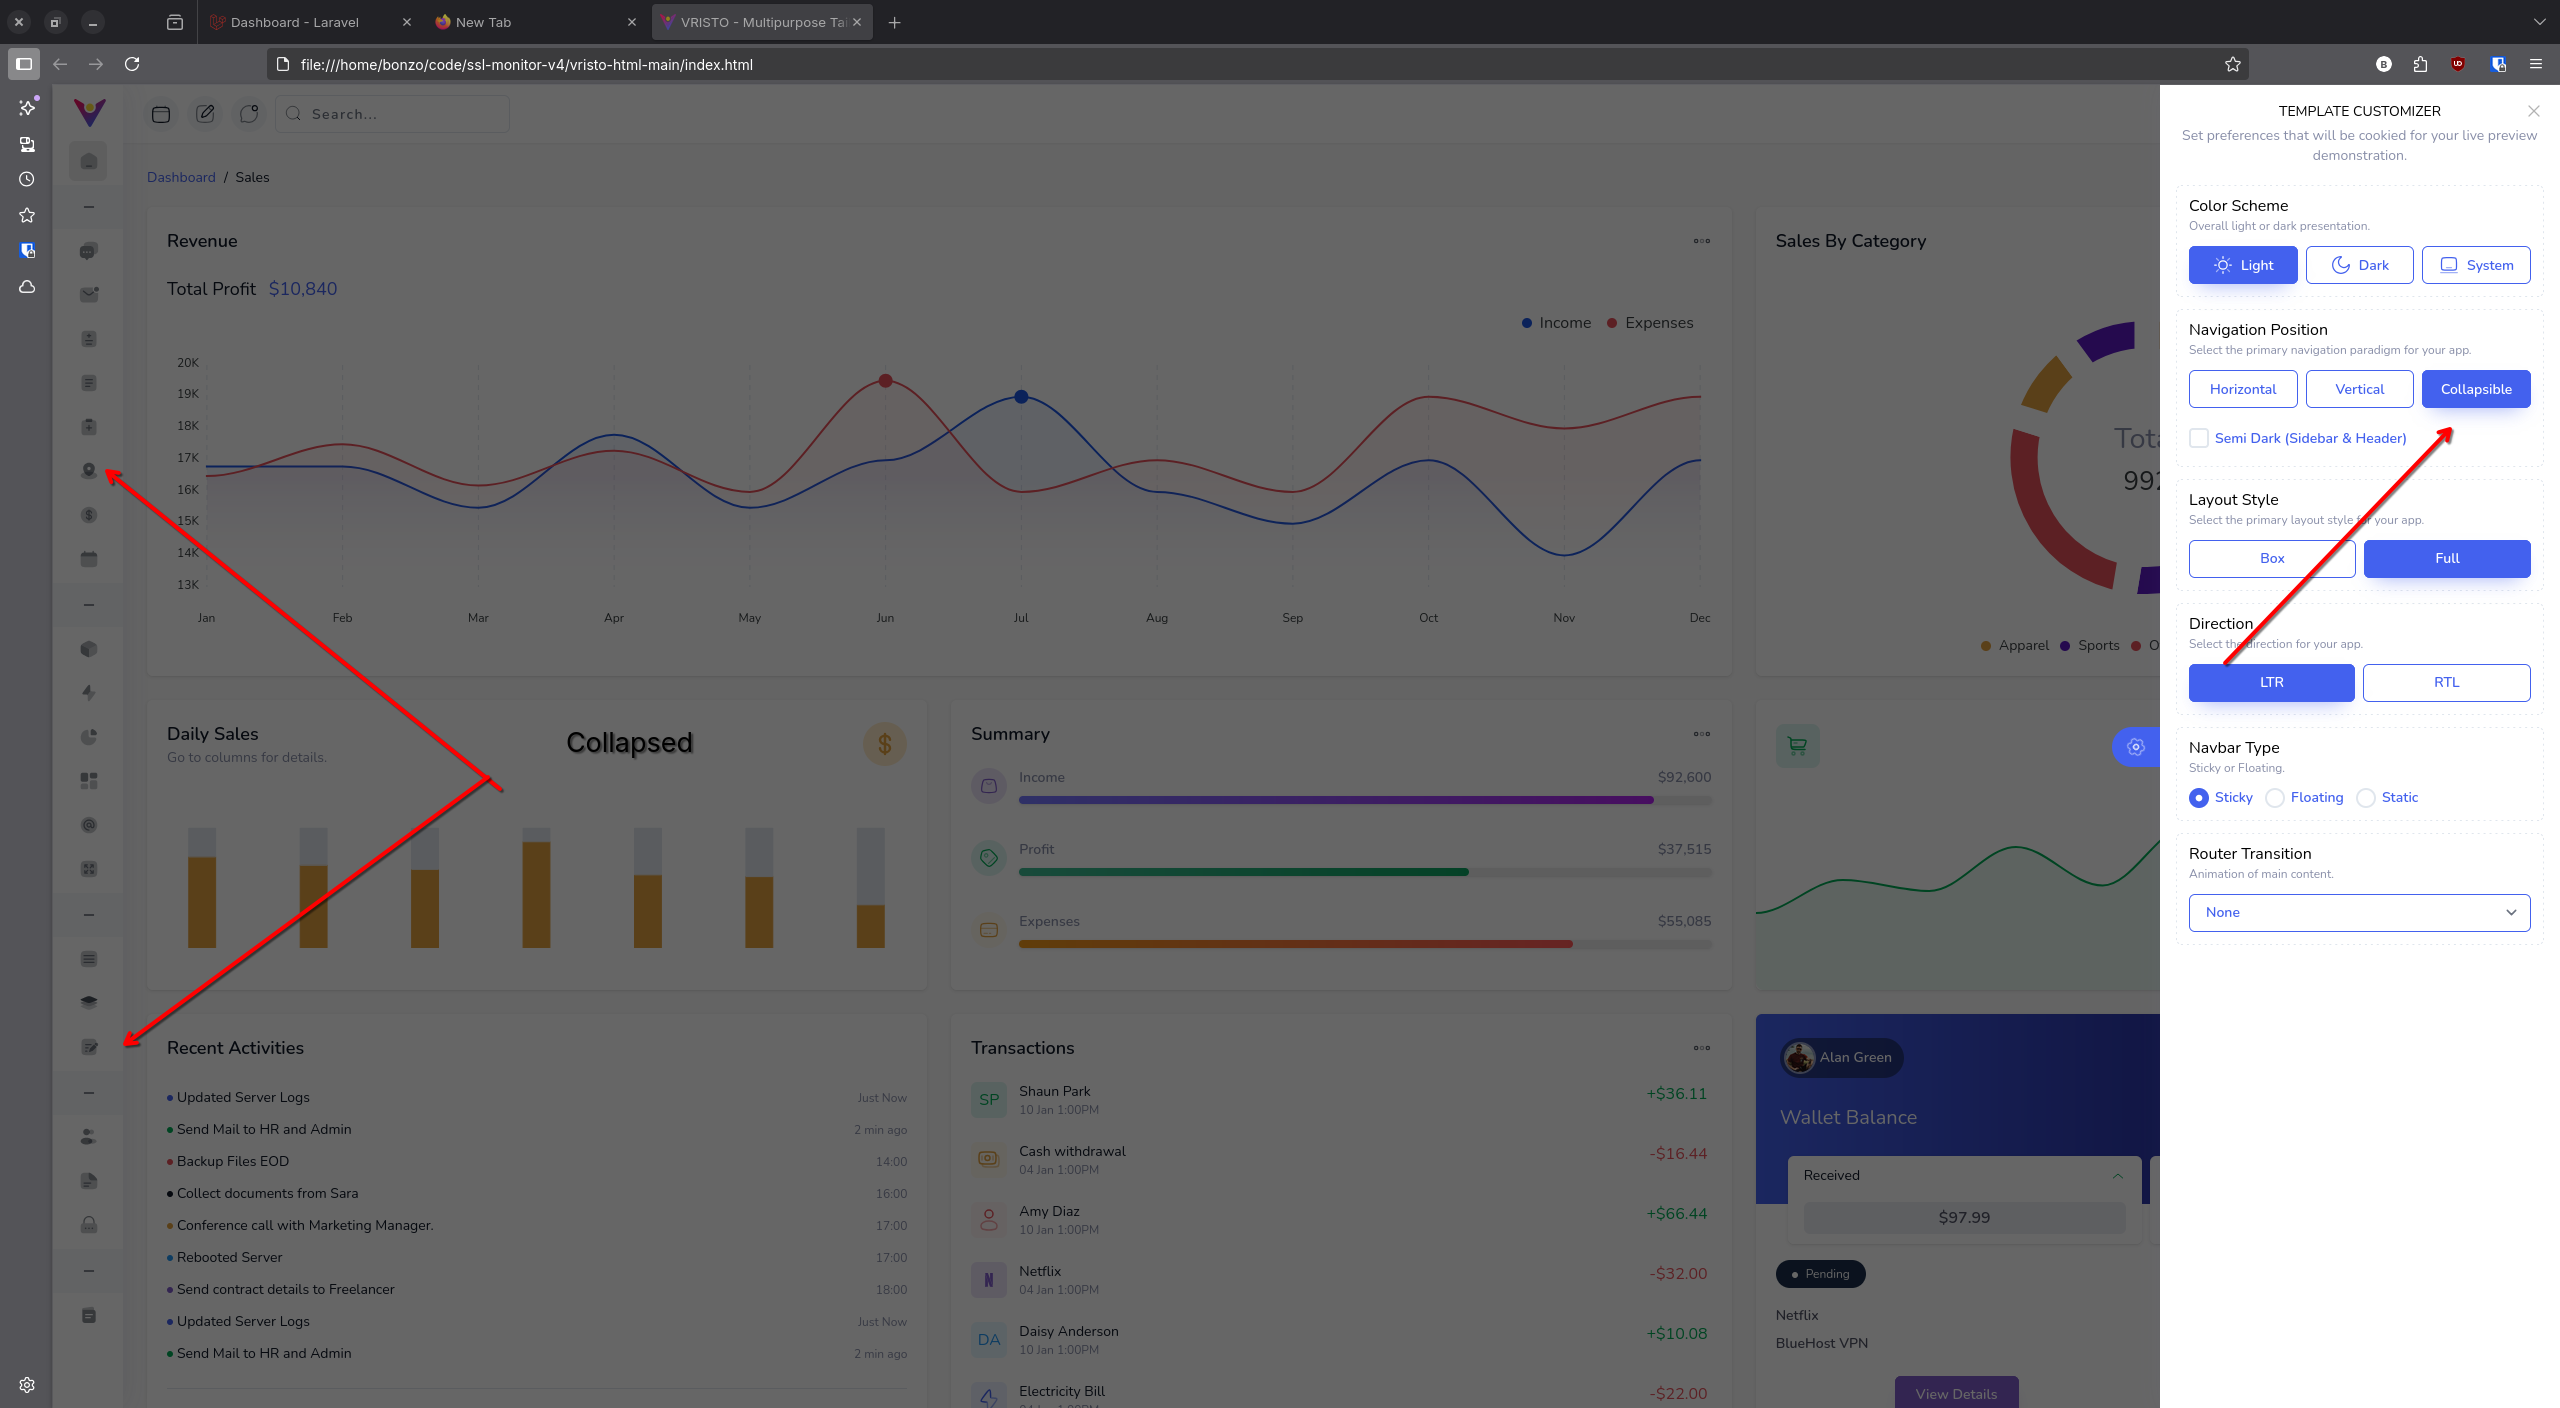 Dashboard - Laravel
New Tab
VRISTO - Multipurpose Tai
file:///home/bonzo/code/ssl-monitor-v4/vristo-html-main/index.html
Search...
Dashboard / Sales
Revenue
Total Profit $10,840
Income
Expenses
20K
19K
18K
17K
16K
15K
14K
13K
Jan
Feb
Mar
Apr
May
Jun
Jul
Aug
Sep
Oct
Nov
Dec
Sales By Category
Tot
992
Apparel
Sports
O
Daily Sales
Go to columns for details.
$
Collapsed
Summary
Income
$92,600
Profit
$37,515
Expenses
$55,085
Recent Activities
Updated Server Logs
Just Now
Send Mail to HR and Admin
2 min ago
Backup Files EOD
14:00
Collect documents from Sara
16:00
Conference call with Marketing Manager.
17:00
Rebooted Server
17:00
Send contract details to Freelancer
18:00
Updated Server Logs
Just Now
Send Mail to HR and Admin
2 min ago
Transactions
SP
Shaun Park
10 Jan 1:00PM
+$36.11
Cash withdrawal
04 Jan 1:00PM
-$16.44
Amy Diaz
10 Jan 1:00PM
+$66.44
N
Netflix
04 Jan 1:00PM
-$32.00
DA
Daisy Anderson
10 Jan 1:00PM
+$10.08
Electricity Bill
04 Jan 1:00PM
-$22.00
Alan Green
Wallet Balance
Received
$97.99
Pending
Netflix
BlueHost VPN
View Details
TEMPLATE CUSTOMIZER
Set preferences that will be cookied for your live preview
demonstration.
Color Scheme
Overall light or dark presentation.
Light
Dark
System
Navigation Position
Select the primary navigation paradigm for your app.
Horizontal
Vertical
Collapsible
Semi Dark (Sidebar & Header)
Layout Style
Select the primary layout style for your app.
Box
Full
Direction
Select the direction for your app.
LTR
RTL
Navbar Type
Sticky or Floating.
Sticky
Floating
Static
Router Transition
Animation of main content.
None